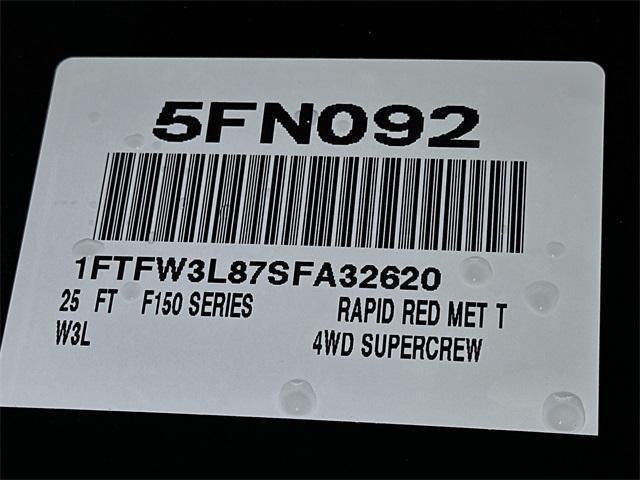 5FN092
1FTFW3L87SFA32620
25 FT F150 SERIES RAPID RED MET T
W3L 4WD SUPERCREW